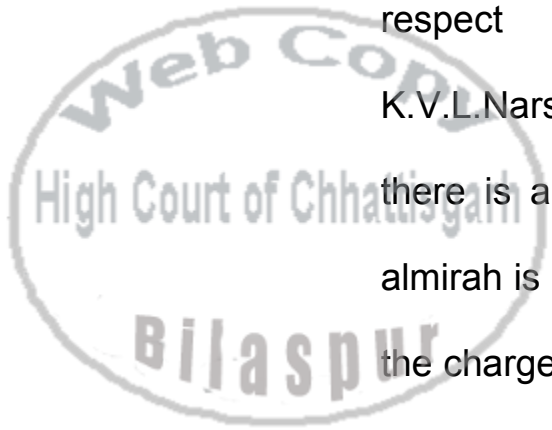 respect
Web Copy
K.V.L.Nars
High Court of Chhattisgarh
there is a
almirah is
Bilaspur
the charge